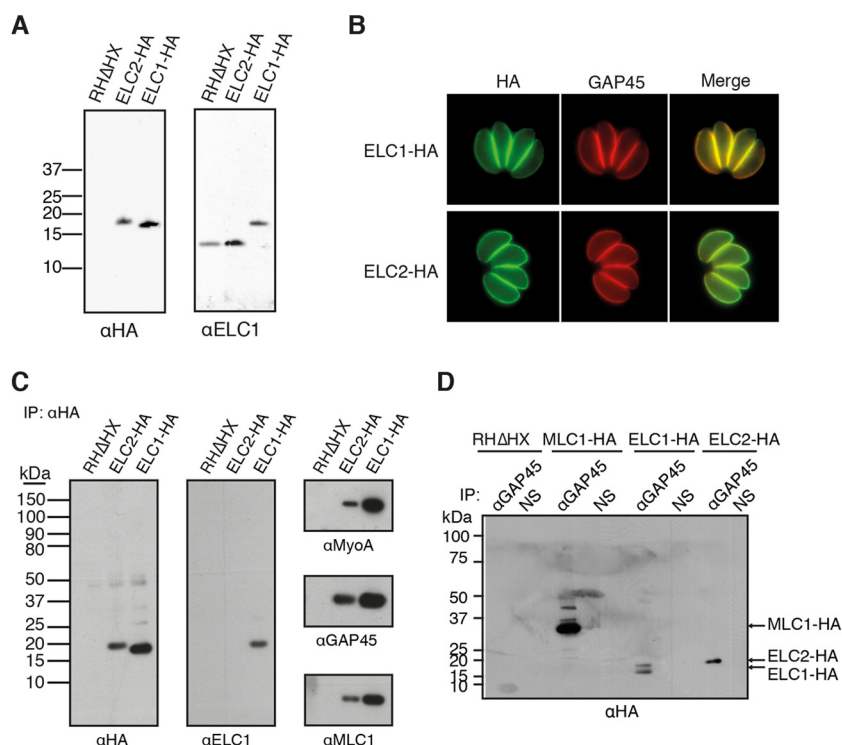 A
RHΔHX
ELC2-HA
ELC1-HA
RHΔHX
ELC2-HA
ELC1-HA
37
25
20
15
10
αHA
αELC1
B
HA
GAP45
Merge
ELC1-HA
ELC2-HA
C
IP: αHA
RHΔHX
ELC2-HA
ELC1-HA
RHΔHX
ELC2-HA
ELC1-HA
RHΔHX
ELC2-HA
ELC1-HA
kDa
150
100
90
80
50
37
25
20
15
10
αHA
αELC1
αMyoA
αGAP45
αMLC1
D
RHΔHX MLC1-HA ELC1-HA ELC2-HA
IP: αGAP45 NS αGAP45 NS αGAP45 NS αGAP45 NS
kDa
100
75
50
37
25
20
15
10
MLC1-HA
ELC2-HA
ELC1-HA
αHA